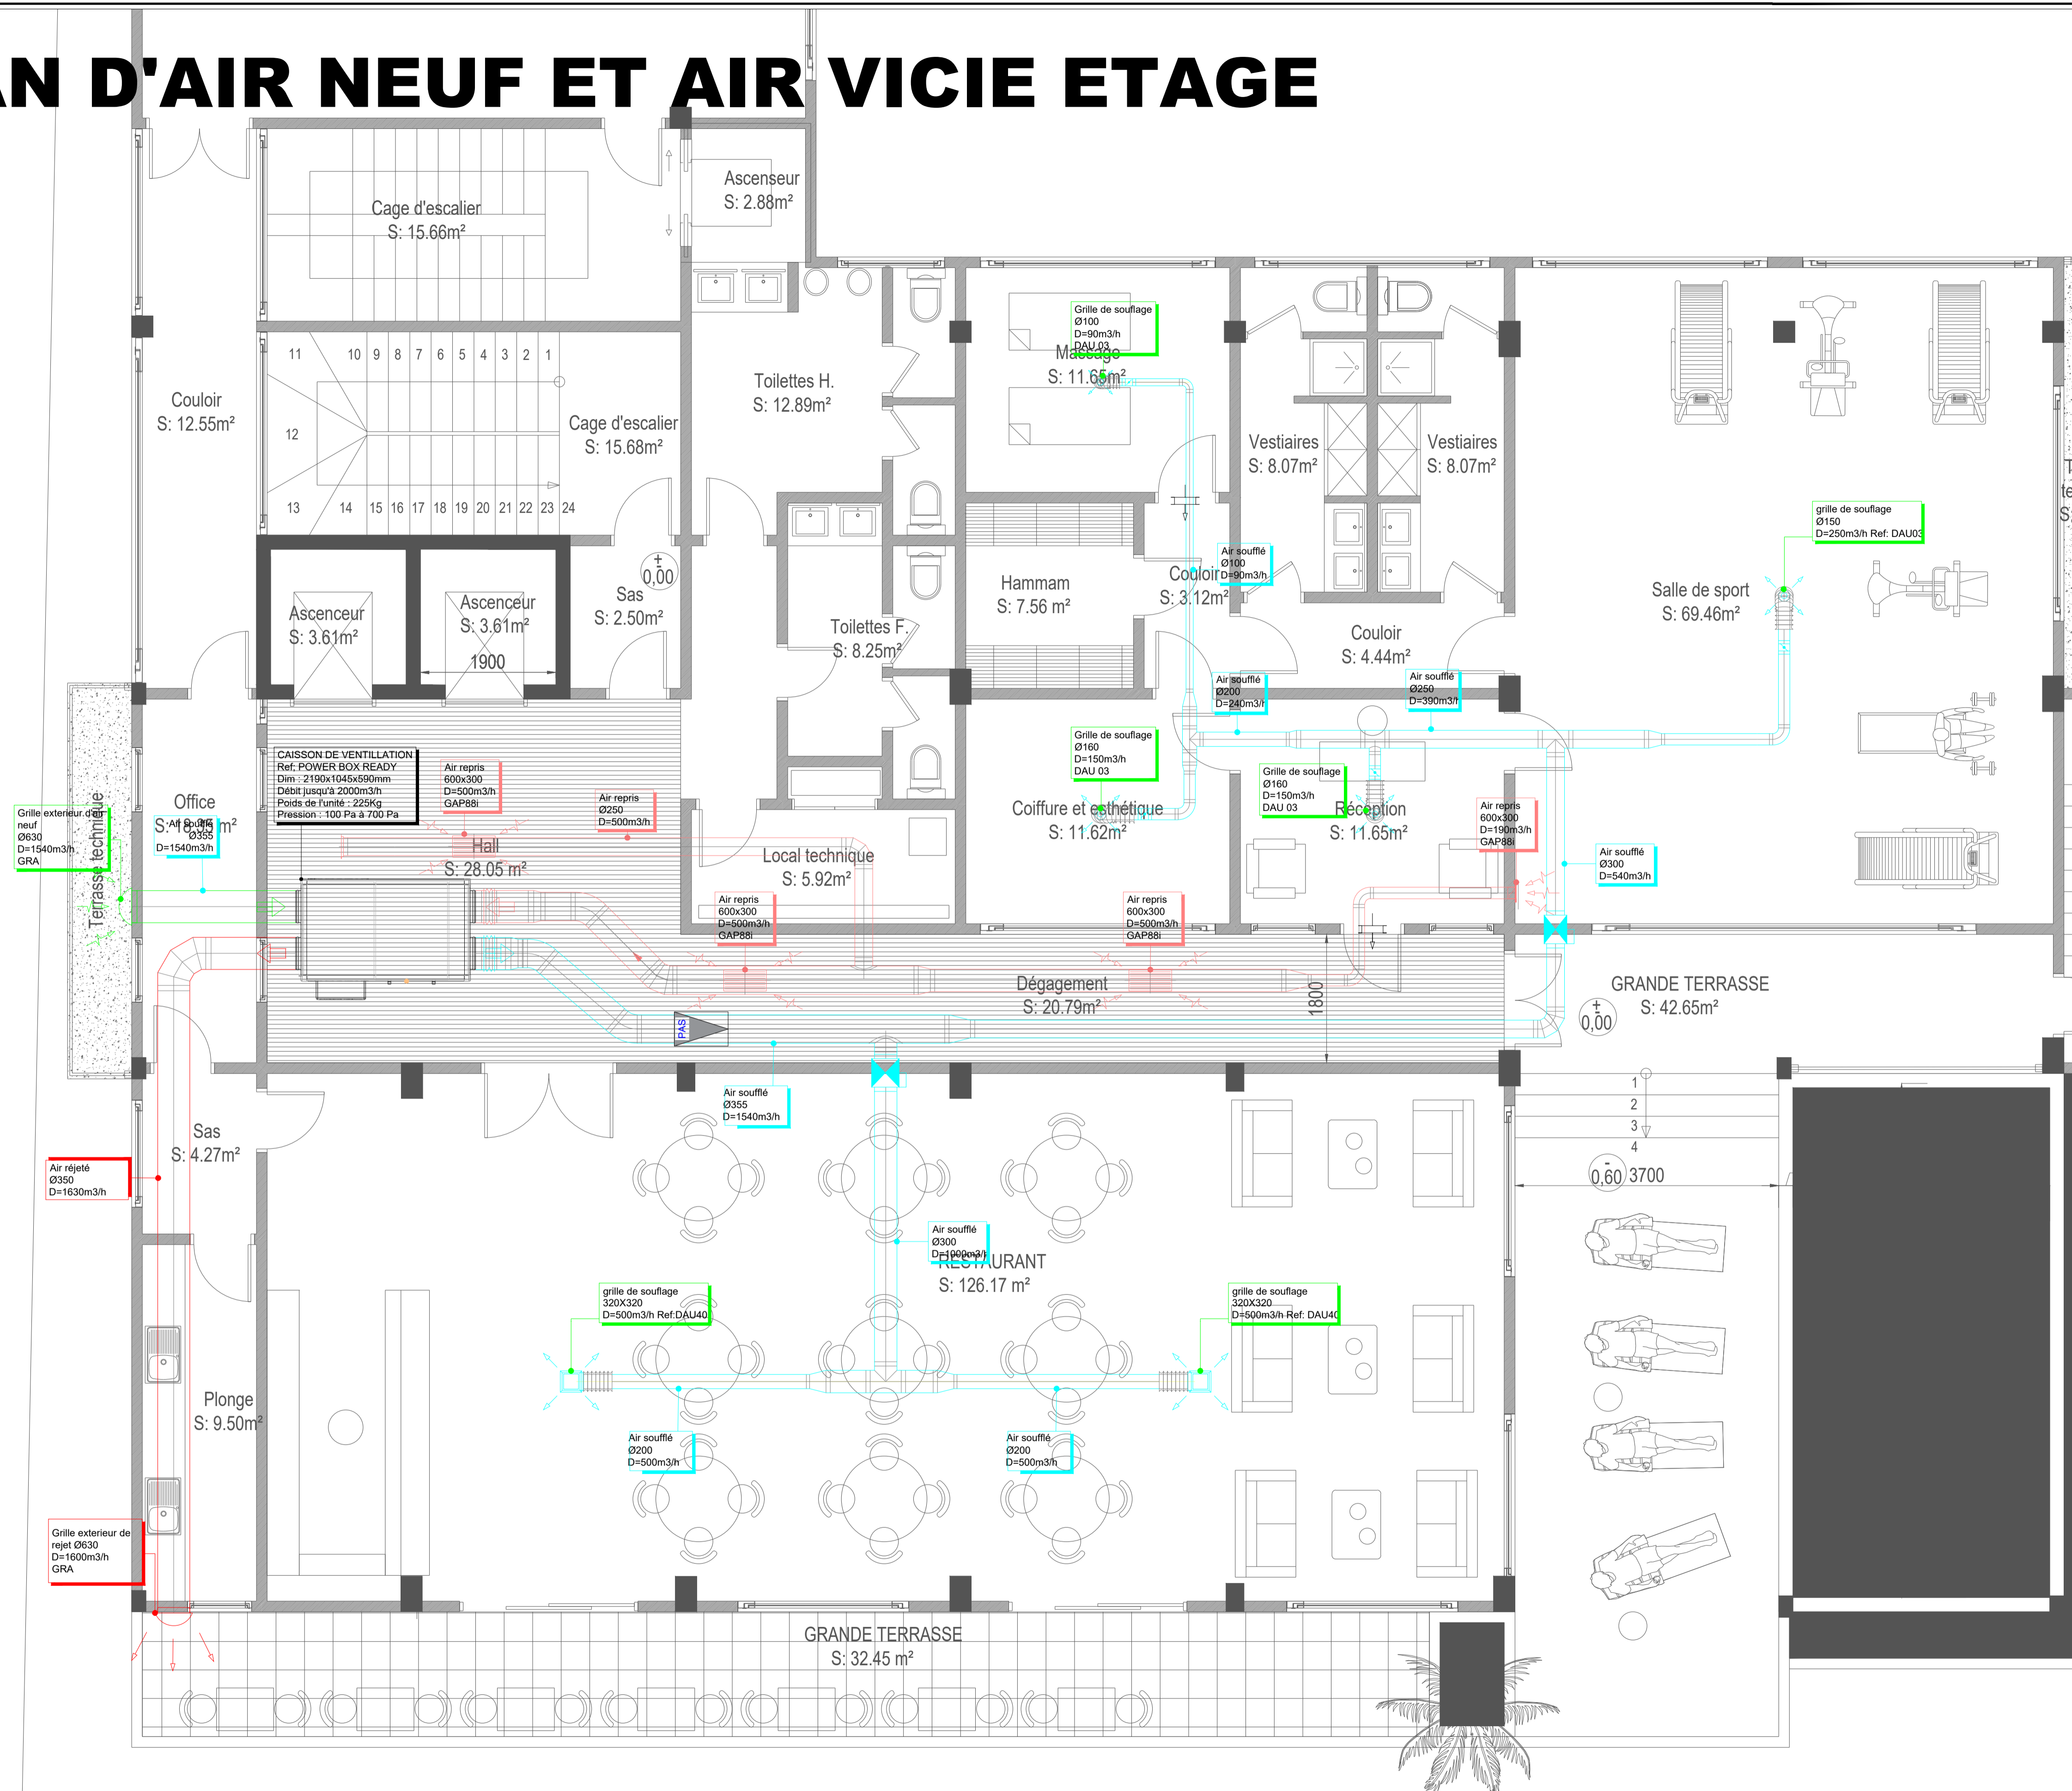 AN D'AIR NEUF ET AIR VICIE ETAGE
Ascenseur
S: 2.88m²
Cage d'escalier
S: 15.66m²
Grille de souflage
Ø100
D=90m3/h
DAU 03
Massage
S: 11.65m²
11 10 9 8 7 6 5 4 3 2 1
12
13 14 15 16 17 18 19 20 21 22 23 24
Couloir
S: 12.55m²
Toilettes H.
S: 12.89m²
Cage d'escalier
S: 15.68m²
Vestiaires
S: 8.07m²
Vestiaires
S: 8.07m²
grille de souflage
Ø150
D=250m3/h Ref: DAU03
Salle de sport
S: 69.46m²
Air soufflé
Ø100
D=90m3/h
Couloir
S: 3.12m²
Hammam
S: 7.56 m²
±
0,00
Sas
S: 2.50m²
Ascenceur
S: 3.61m²
Ascenceur
S: 3.61m²
1900
Toilettes F.
S: 8.25m²
Couloir
S: 4.44m²
Air soufflé
Ø200
D=240m3/h
Air soufflé
Ø250
D=390m3/h
CAISSON DE VENTILLATION
Ref; POWER BOX READY
Dim : 2190x1045x590mm
Débit jusqu'à 2000m3/h
Poids de l'unité : 225Kg
Pression : 100 Pa à 700 Pa
Air repris
600x300
D=500m3/h
GAP88i
Air repris
Ø250
D=500m3/h
Grille de souflage
Ø160
D=150m3/h
DAU 03
Coiffure et esthétique
S: 11.62m²
Grille de souflage
Ø160
D=150m3/h
DAU 03
Réception
S: 11.65m²
Air repris
600x300
D=190m3/h
GAP88i
Air soufflé
Ø300
D=540m3/h
Grille exterieur d'air
neuf
Ø630
D=1540m3/h
GRA
Terrasse technique
Office
Air soufflé
Ø355
D=1540m3/h
Hall
S: 28.05 m²
Local technique
S: 5.92m²
Air repris
600x300
D=500m3/h
GAP88i
Air repris
600x300
D=500m3/h
GAP88i
Dégagement
S: 20.79m²
1800
PAS
GRANDE TERRASSE
S: 42.65m²
±
0,00
Air soufflé
Ø355
D=1540m3/h
Sas
S: 4.27m²
Air réjeté
Ø350
D=1630m3/h
1
2
3
4
-
0,60
3700
Air soufflé
Ø300
D=1000m3/h
RESTAURANT
S: 126.17 m²
grille de souflage
320X320
D=500m3/h Ref:DAU40
grille de souflage
320X320
D=500m3/h Ref: DAU40
Plonge
S: 9.50m²
Air soufflé
Ø200
D=500m3/h
Air soufflé
Ø200
D=500m3/h
Grille exterieur de
rejet Ø630
D=1600m3/h
GRA
GRANDE TERRASSE
S: 32.45 m²